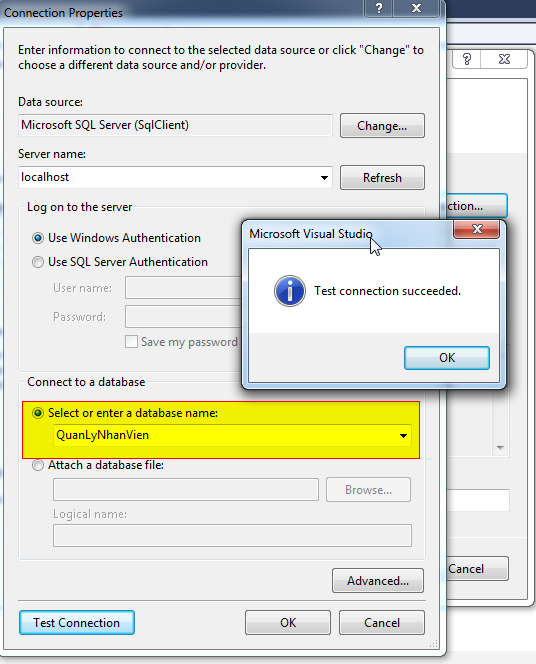 Connection Properties
Enter information to connect to the selected data source or click "Change" to
choose a different data source and/or provider.
Data source:
Microsoft SQL Server (SqlClient)
Change...
Server name:
localhost
Refresh
Log on to the server
ction...
Use Windows Authentication
Use SQL Server Authentication
User name:
Password:
Save my password
Microsoft Visual Studio
Test connection succeeded.
OK
Connect to a database
Select or enter a database name:
QuanLyNhanVien
Attach a database file:
Browse...
Logical name:
Cancel
Advanced...
Test Connection
OK
Cancel